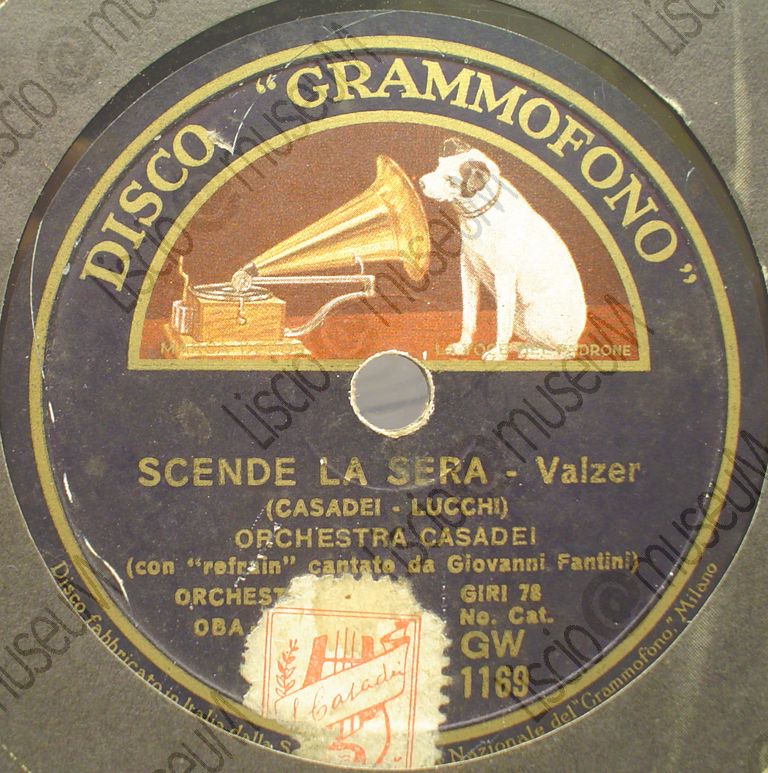 DISCO "GRAMMOFONO"
LA VOCE DEL PADRONE
SCENDE LA SERA - Valzer
(CASADEI - LUCCHI)
ORCHESTRA CASADEI
(con "refrain" cantato da Giovanni Fantini)
ORCHEST
GIRI 78
OBA
No. Cat.
GW
1169
Casadei
Disco fabbricato in Italia dalla S
Nazionale del "Grammofono," Milano
Liscio@museuM